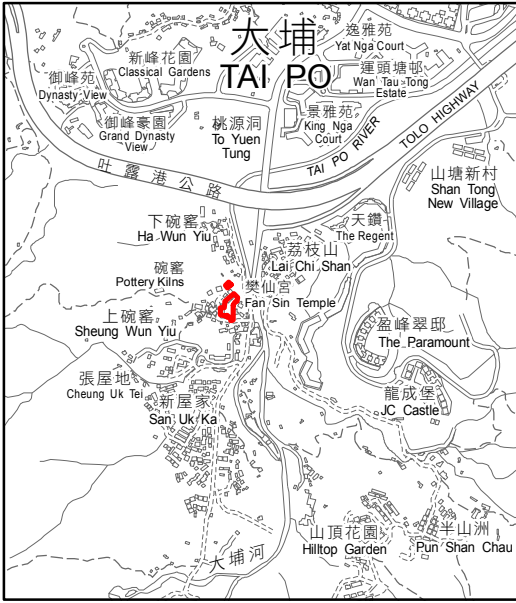 大埔
TAI PO
逸雅苑
Yat Nga Court
新峰花園
Classical Gardens
運頭塘邨
Wan Tau Tong
Estate
御峰苑
Dynasty View
御峰豪園
Grand Dynasty
View
桃源洞
To Yuen
Tung
景雅苑
King Nga
Court
TAI PO RIVER
TOLO HIGHWAY
吐露港公路
山塘新村
Shan Tong
New Village
下碗窰
Ha Wun Yiu
天鑽
The Regent
荔枝山
Lai Chi Shan
碗窰
Pottery Kilns
樊仙宮
Fan Sin Temple
上碗窰
Sheung Wun Yiu
盈峰翠邸
The Paramount
張屋地
Cheung Uk Tei
新屋家
San Uk Ka
龍成堡
JC Castle
山頂花園
Hilltop Garden
半山洲
Pun Shan Chau
大埔河